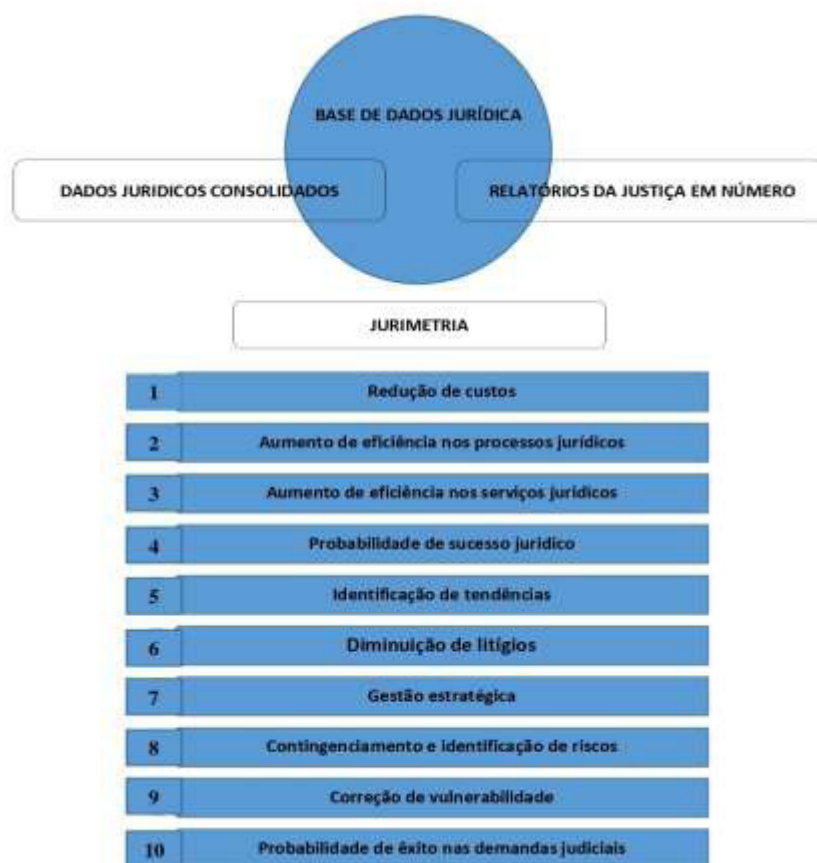 BASE DE DADOS JURÍDICA
DADOS JURIDICOS CONSOLIDADOS
RELATÓRIOS DA JUSTIÇA EM NÚMERO
JURIMETRIA
1 Redução de custos
2 Aumento de eficiência nos processos jurídicos
3 Aumento de eficiência nos serviços juridicos
4 Probabilidade de sucesso juridico
5 Identificação de tendências
6 Diminuição de litígios
7 Gestão estratégica
8 Contingenciamento e identificação de riscos
9 Correção de vulnerabilidade
10 Probabilidade de êxito nas demandas judiciais